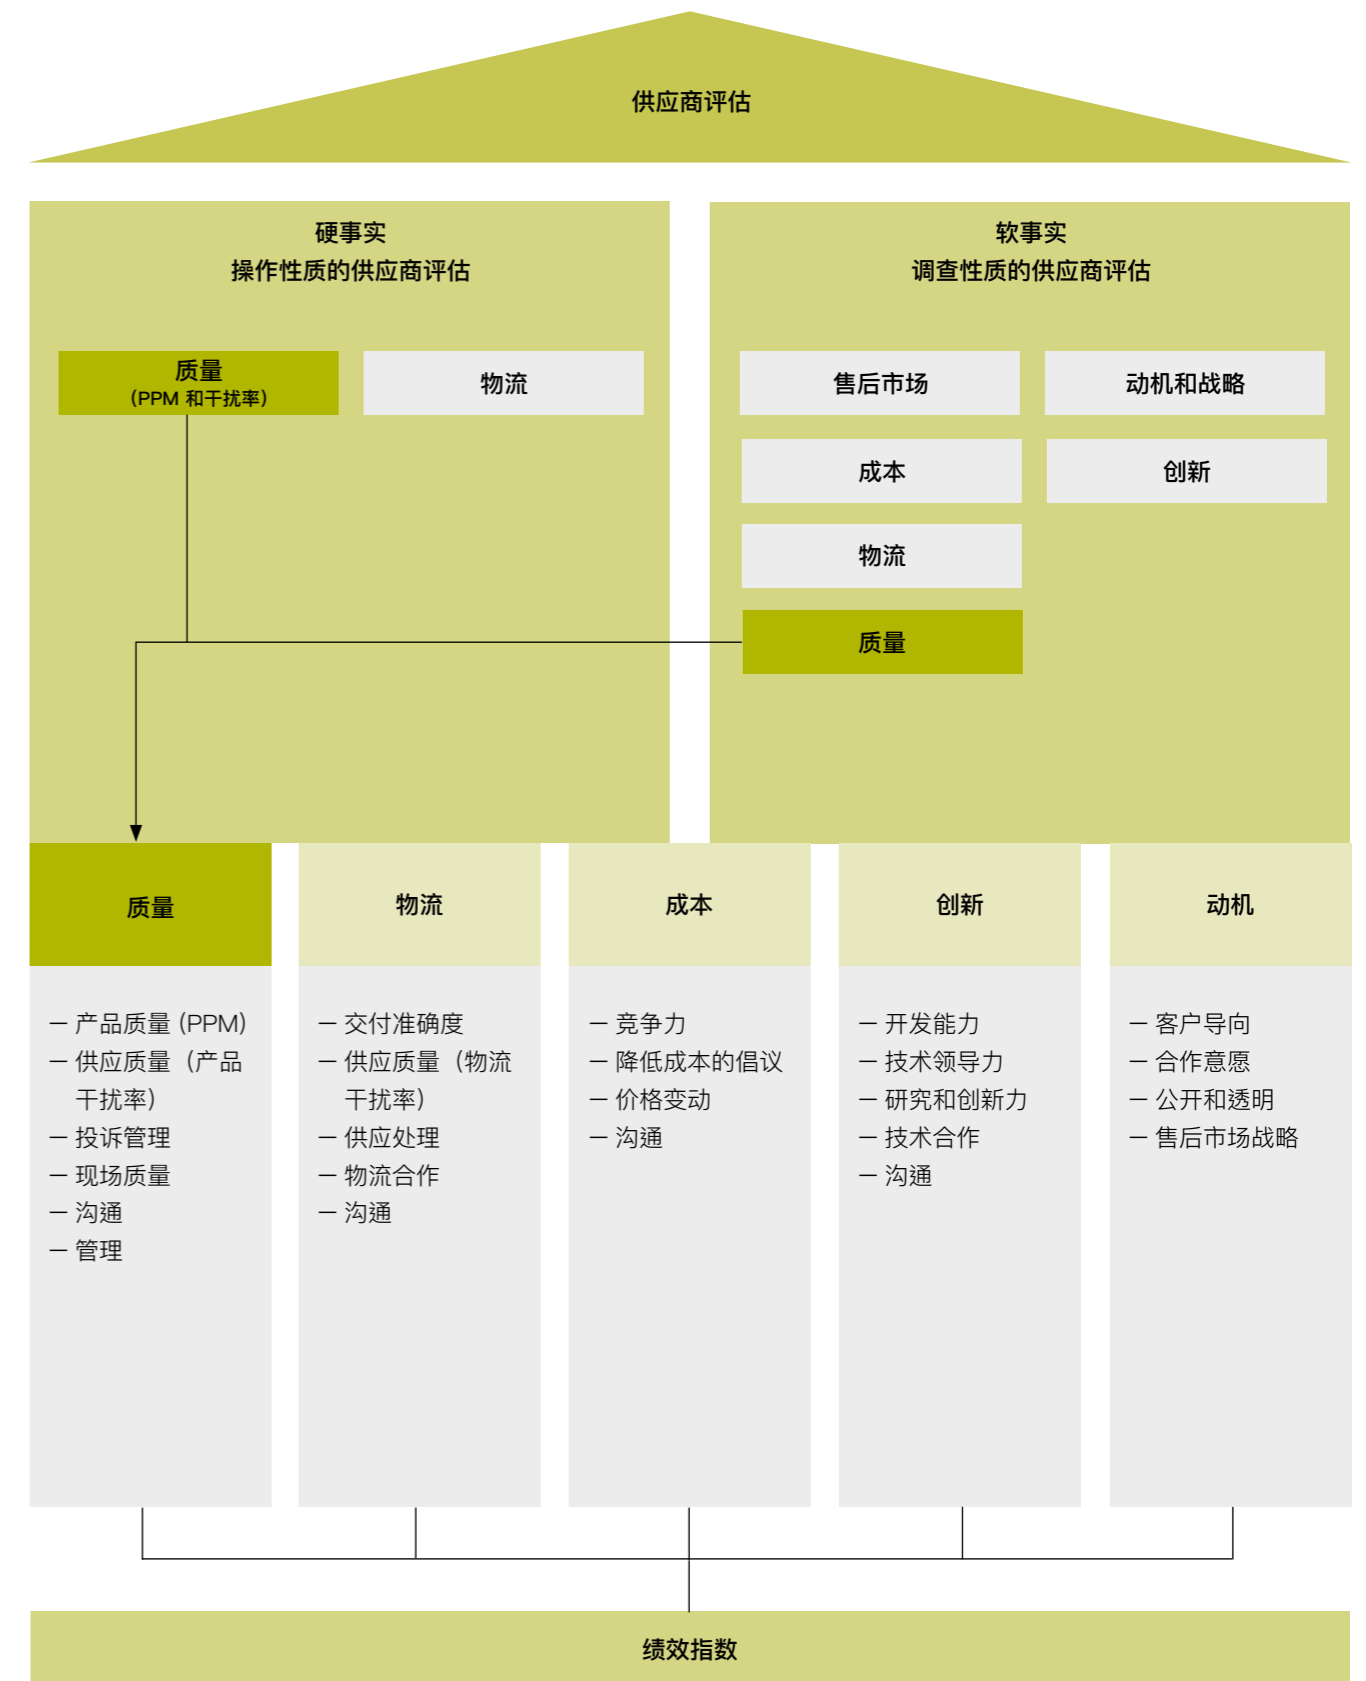 供应商评估
硬事实
操作性质的供应商评估
软事实
调查性质的供应商评估
质量
（PPM 和干扰率）
物流
售后市场
动机和战略
成本
创新
物流
质量
质量
物流
成本
创新
动机
— 产品质量 (PPM)
— 供应质量（产品
干扰率）
— 投诉管理
— 现场质量
— 沟通
— 管理
— 交付准确度
— 供应质量（物流
干扰率）
— 供应处理
— 物流合作
— 沟通
— 竞争力
— 降低成本的倡议
— 价格变动
— 沟通
— 开发能力
— 技术领导力
— 研究和创新力
— 技术合作
— 沟通
— 客户导向
— 合作意愿
— 公开和透明
— 售后市场战略
绩效指数